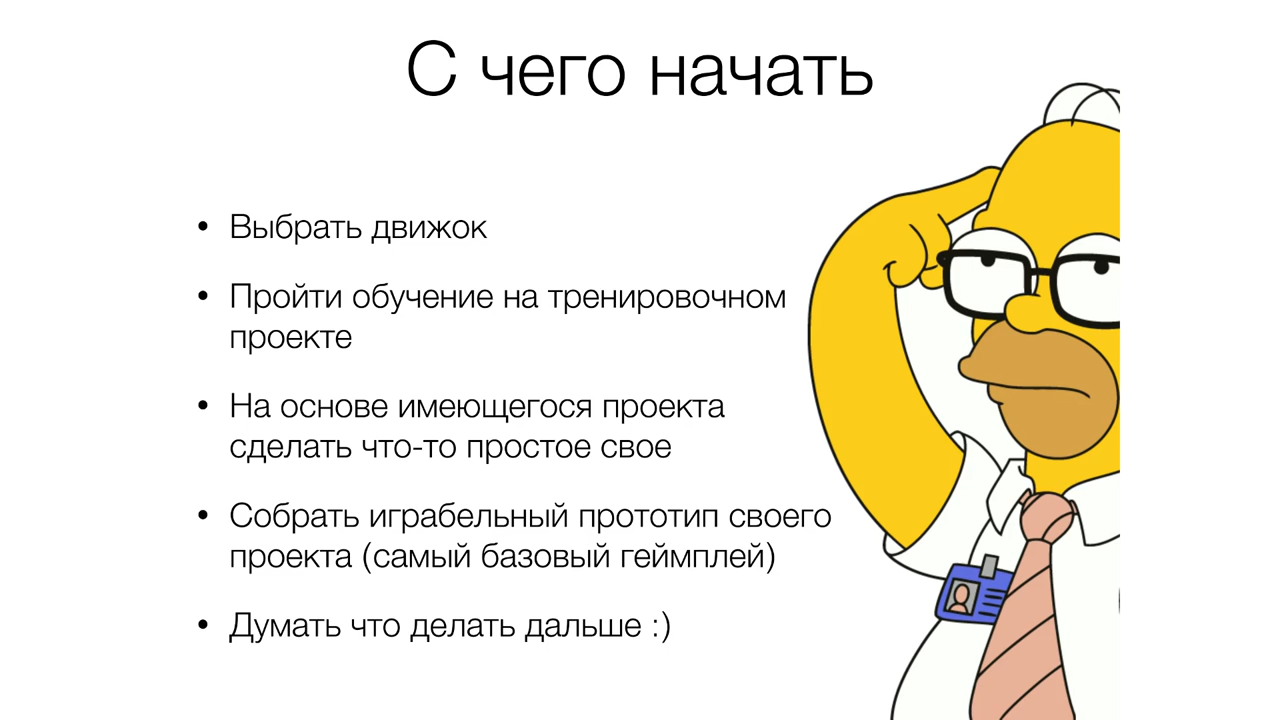 С чего начать
• Выбрать движок
• Пройти обучение на тренировочном
проекте
• На основе имеющегося проекта
сделать что-то простое свое
• Собрать играбельный прототип своего
проекта (самый базовый геймплей)
• Думать что делать дальше :)